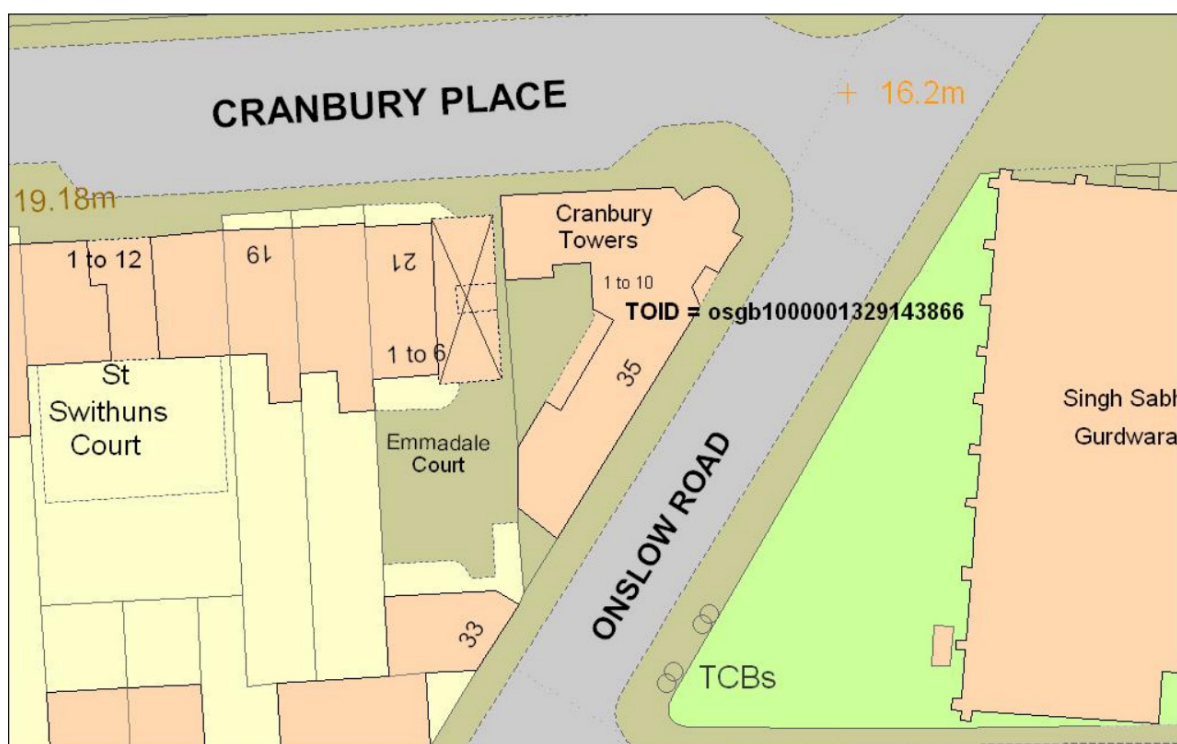 CRANBURY PLACE
16.2m
19.18m
Cranbury
Towers
1 to 12
19
21
1 to 10
TOID = osgb1000001329143866
1 to 6
35
St
Swithuns
Court
Singh Sabh
Gurdwara
Emmadale
Court
ONSLOW ROAD
33
TCBs